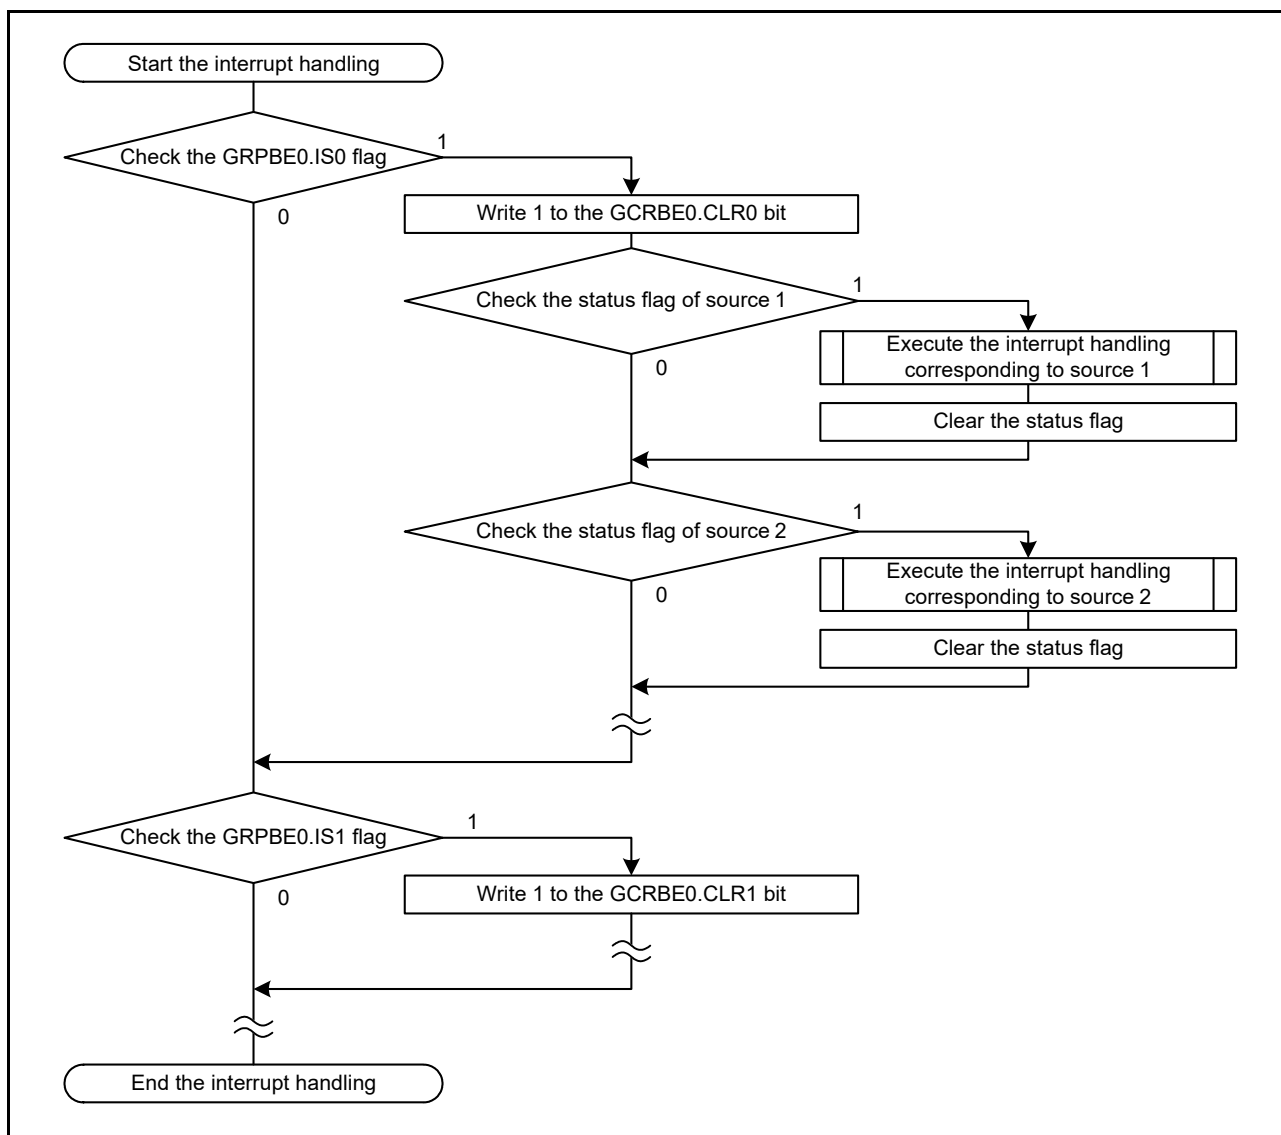 Start the interrupt handling
Check the GRPBE0.IS0 flag
1
0
Write 1 to the GCRBE0.CLR0 bit
Check the status flag of source 1
1
0
Execute the interrupt handling
corresponding to source 1
Clear the status flag
Check the status flag of source 2
1
0
Execute the interrupt handling
corresponding to source 2
Clear the status flag
Check the GRPBE0.IS1 flag
1
0
Write 1 to the GCRBE0.CLR1 bit
End the interrupt handling